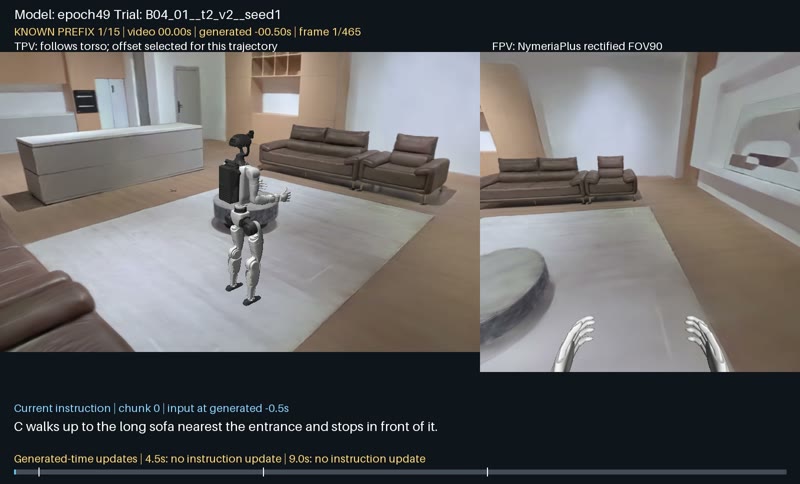 Model: epoch49 Trial: B04_01__t2_v2__seed1
KNOWN PREFIX 1/15 | video 00.00s | generated -00.50s | frame 1/465
TPV: follows torso; offset selected for this trajectory
FPV: NymeriaPlus rectified FOV90
Current instruction | chunk 0 | input at generated -0.5s
C walks up to the long sofa nearest the entrance and stops in front of it.
Generated-time updates | 4.5s: no instruction update | 9.0s: no instruction update